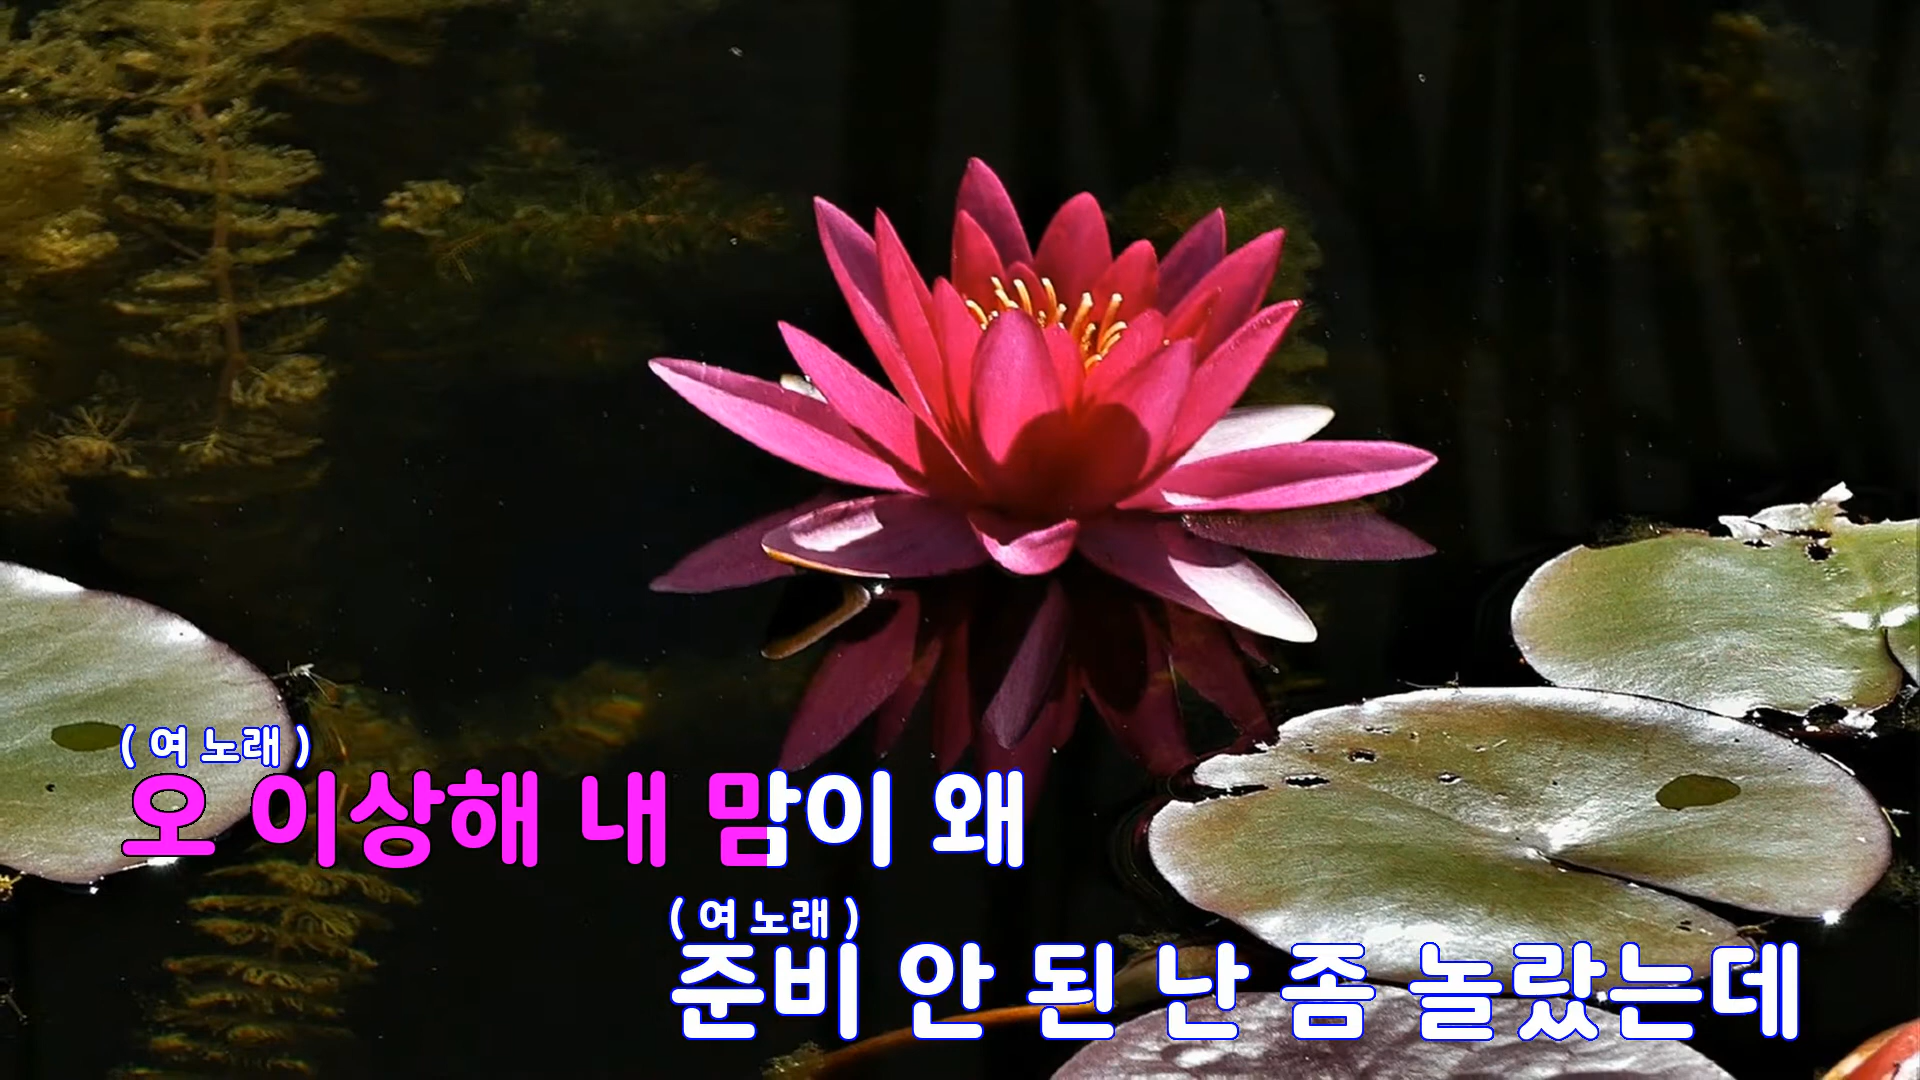 ( 여 노래 )
오 이상해 내 맘이 왜
( 여 노래 )
준비 안 된 난 좀 놀랐는데